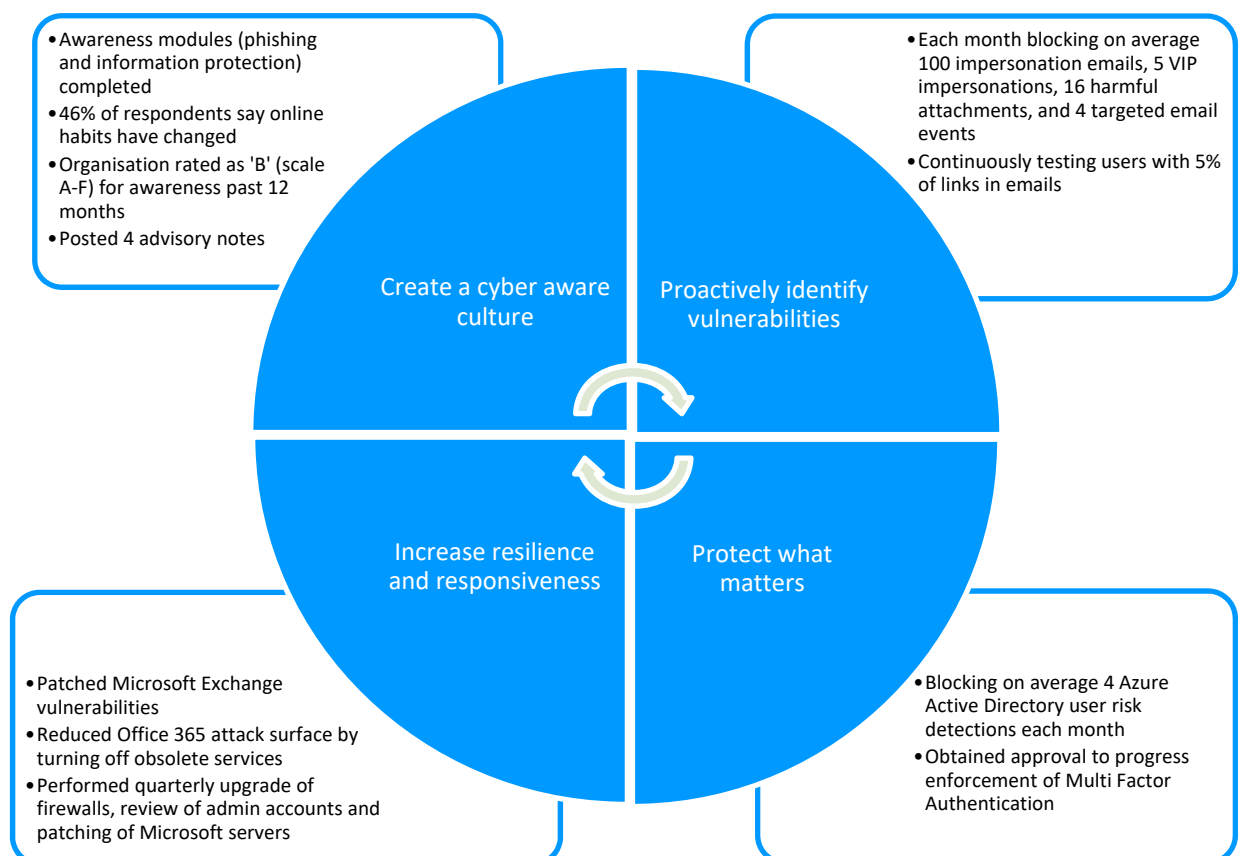 •Awareness modules (phishing
and information protection)
completed
•46% of respondents say online
habits have changed
•Organisation rated as 'B' (scale
A-F) for awareness past 12
months
•Posted 4 advisory notes
•Each month blocking on average
100 impersonation emails, 5 VIP
impersonations, 16 harmful
attachments, and 4 targeted email
events
•Continuously testing users with 5%
of links in emails
Create a cyber aware
culture
Proactively identify
vulnerabilities
Increase resilience
and responsiveness
Protect what
matters
•Patched Microsoft Exchange
vulnerabilities
•Reduced Office 365 attack surface by
turning off obsolete services
•Performed quarterly upgrade of
firewalls, review of admin accounts and
patching of Microsoft servers
•Blocking on average 4 Azure
Active Directory user risk
detections each month
•Obtained approval to progress
enforcement of Multi Factor
Authentication